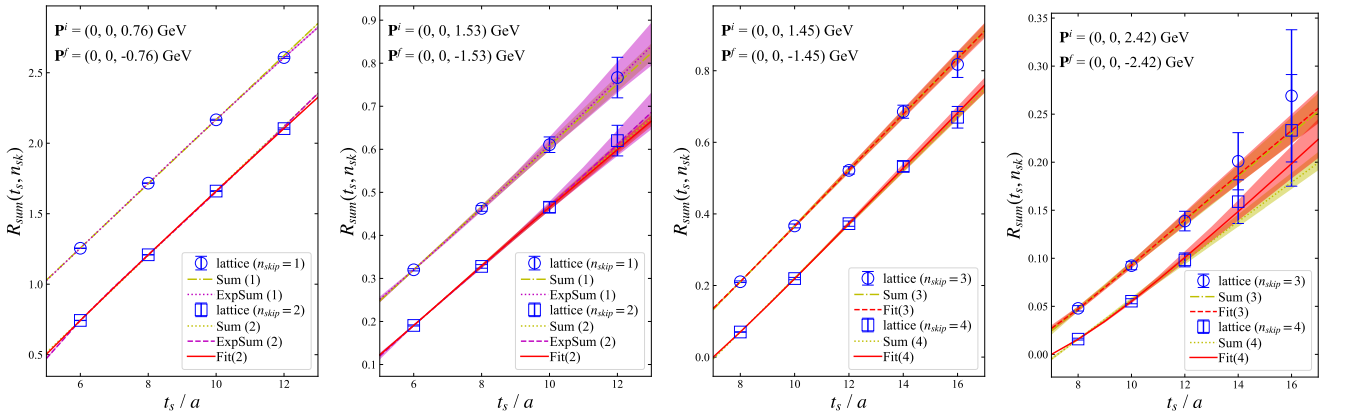 R_sum(t_s, n_sk)
2.5
2.0
1.5
1.0
0.5
P^i = (0, 0, 0.76) GeV
P^f = (0, 0, -0.76) GeV
lattice (n_skip = 1)
Sum (1)
ExpSum (1)
lattice (n_skip = 2)
Sum (2)
ExpSum (2)
Fit(2)
6
8
10
12
t_s / a
R_sum(t_s, n_sk)
0.9
0.8
0.7
0.6
0.5
0.4
0.3
0.2
0.1
P^i = (0, 0, 1.53) GeV
P^f = (0, 0, -1.53) GeV
lattice (n_skip = 1)
Sum (1)
ExpSum (1)
lattice (n_skip = 2)
Sum (2)
ExpSum (2)
Fit(2)
6
8
10
12
t_s / a
R_sum(t_s, n_sk)
0.8
0.6
0.4
0.2
0.0
P^i = (0, 0, 1.45) GeV
P^f = (0, 0, -1.45) GeV
lattice (n_skip = 3)
Sum (3)
Fit(3)
lattice (n_skip = 4)
Sum (4)
Fit(4)
8
10
12
14
16
t_s / a
R_sum(t_s, n_sk)
0.35
0.30
0.25
0.20
0.15
0.10
0.05
0.00
P^i = (0, 0, 2.42) GeV
P^f = (0, 0, -2.42) GeV
lattice (n_skip = 3)
Sum (3)
Fit(3)
lattice (n_skip = 4)
Sum (4)
Fit(4)
8
10
12
14
16
t_s / a